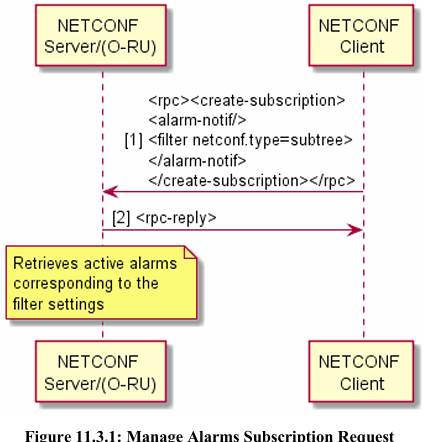 NETCONF
Server/(O-RU)
NETCONF
Client
<rpc><create-subscription>
<alarm-notif/>
[1] <filter netconf.type=subtree>
</alarm-notif>
</create-subscription></rpc>
[2] <rpc-reply>
Retrieves active alarms
corresponding to the
filter settings
NETCONF
Server/(O-RU)
NETCONF
Client
Figure 11.3.1: Manage Alarms Subscription Request